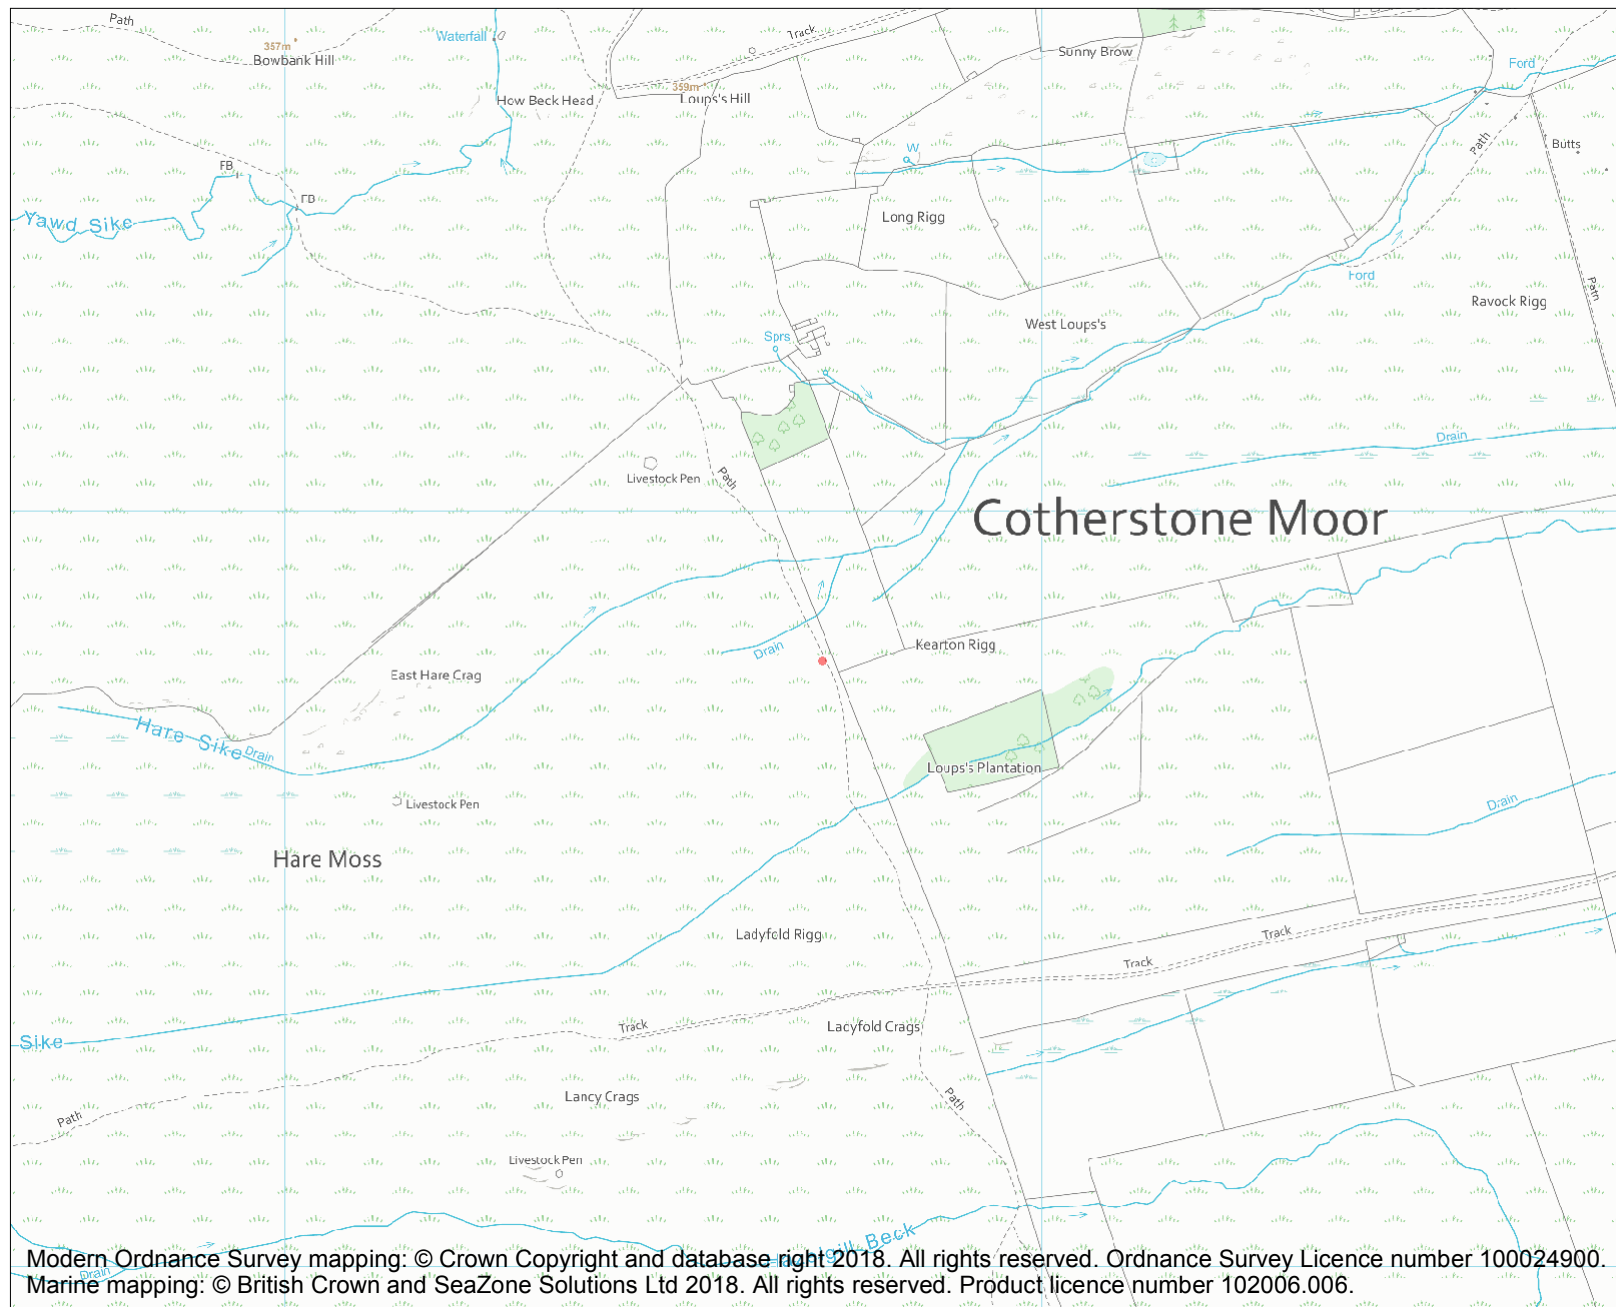 Path
Waterfall
Track
Sunny Brow
357m
Bowbank Hill
Ford
359m
Loups's Hill
How Beck Head
W
Path
Butts
FB
FB
Yawd Sike
Long Rigg
Ford
Path
Ravock Rigg
West Loups's
Sprs
Drain
Livestock Pen
Path
Cotherstone Moor
Drain
Kearton Rigg
East Hare Crag
Hare Sike
Drain
Loups's Plantation
Livestock Pen
Drain
Hare Moss
Ladyfold Rigg
Track
Track
Track
Ladyfold Crags
Sike
Lancy Crags
Path
Path
Livestock Pen
Beck
Drain
Modern Ordnance Survey mapping: © Crown Copyright and database right 2018. All rights reserved. Ordnance Survey Licence number 100024900.
Marine mapping: © British Crown and SeaZone Solutions Ltd 2018. All rights reserved. Product licence number 102006.006.